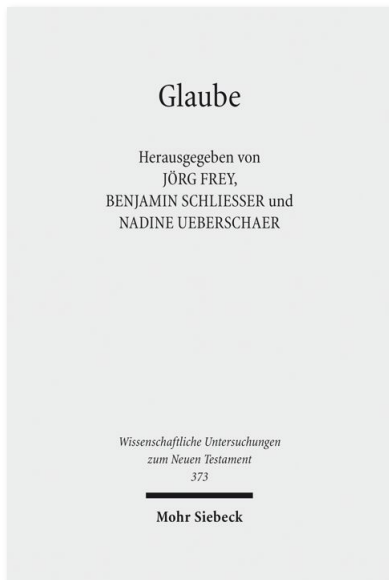 Glaube
Herausgegeben von
JÖRG FREY,
BENJAMIN SCHLIESSER und
NADINE UEBERSCHAER
Wissenschaftliche Untersuchungen
zum Neuen Testament
373
Mohr Siebeck